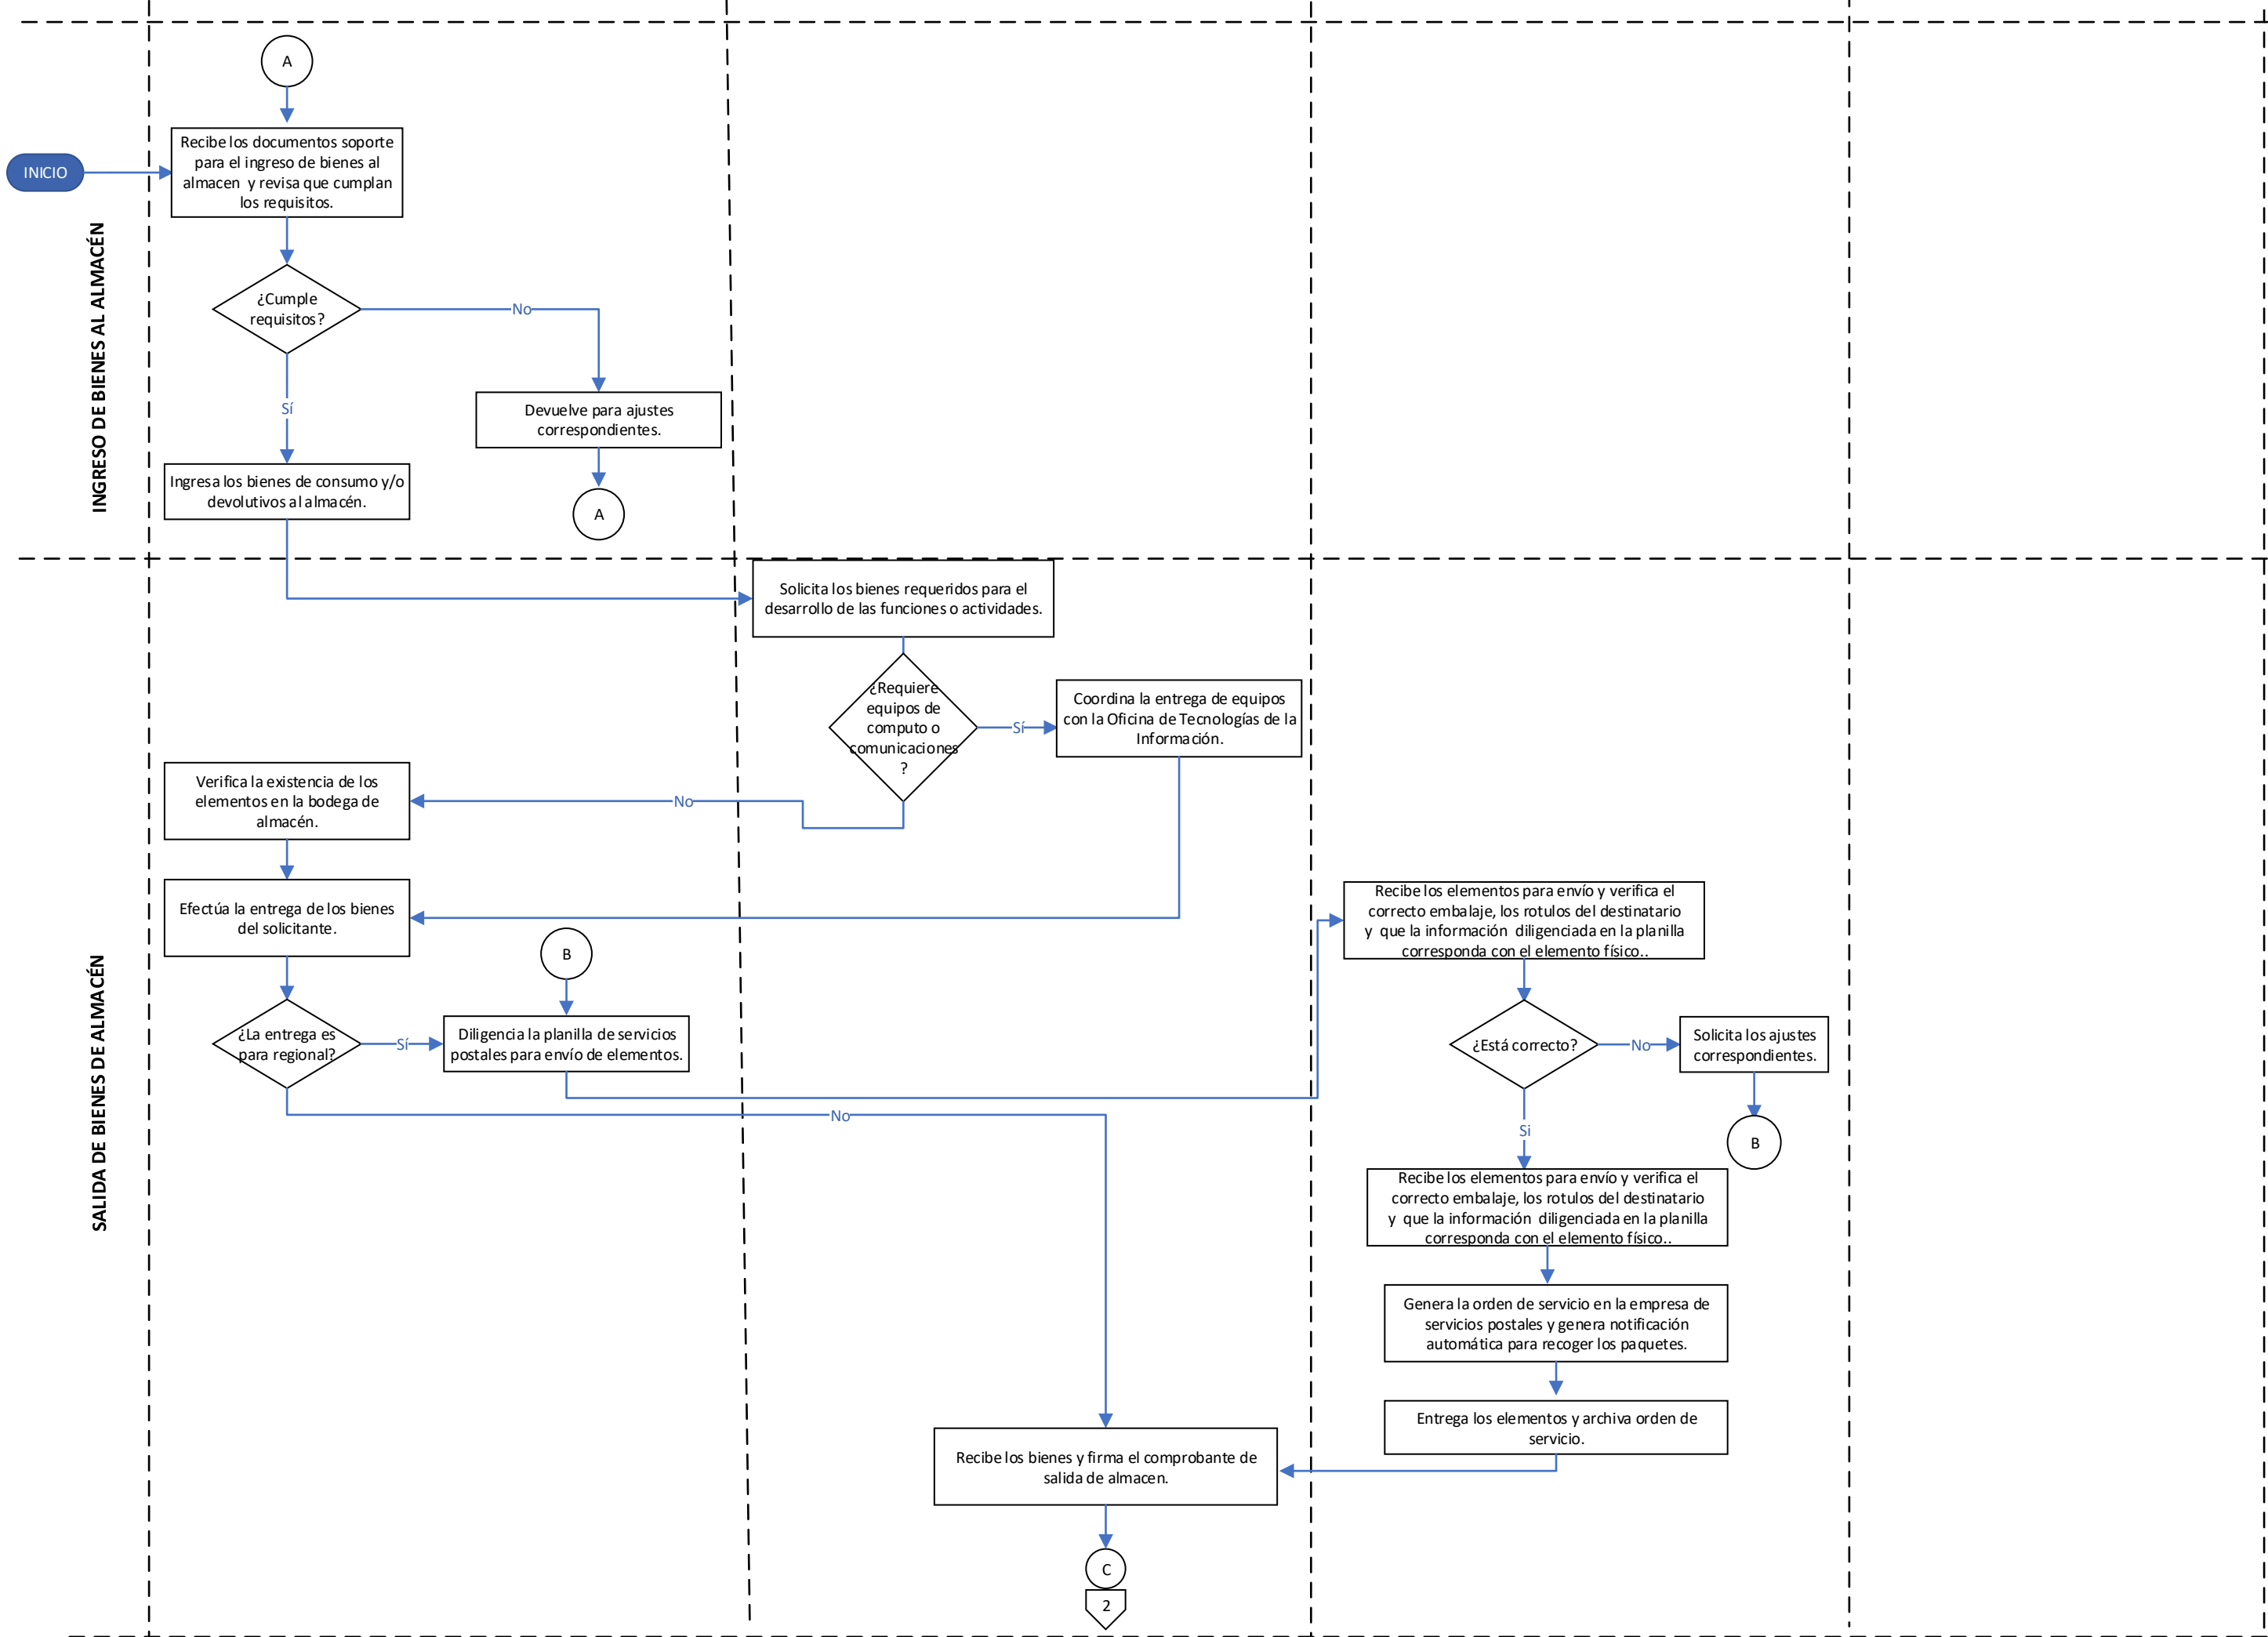 A
INICIO
Recibe los documentos soporte
para el ingreso de bienes al
almacen y revisa que cumplan
los requisitos.
INGRESO DE BIENES AL ALMACÉN
¿Cumple
requisitos?
No
Sí
Devuelve para ajustes
correspondientes.
Ingresa los bienes de consumo y/o
devolutivos al almacén.
A
Solicita los bienes requeridos para el
desarrollo de las funciones o actividades.
¿Requiere
equipos de
computo o
comunicaciones
?
Sí
Coordina la entrega de equipos
con la Oficina de Tecnologías de la
Información.
No
Verifica la existencia de los
elementos en la bodega de
almacén.
Efectúa la entrega de los bienes
del solicitante.
SALIDA DE BIENES DE ALMACÉN
B
¿La entrega es
para regional?
Sí
Diligencia la planilla de servicios
postales para envío de elementos.
No
Recibe los elementos para envío y verifica el
correcto embalaje, los rotulos del destinatario
y que la información diligenciada en la planilla
corresponda con el elemento físico..
¿Está correcto?
No
Solicita los ajustes
correspondientes.
B
Si
Recibe los elementos para envío y verifica el
correcto embalaje, los rotulos del destinatario
y que la información diligenciada en la planilla
corresponda con el elemento físico..
Genera la orden de servicio en la empresa de
servicios postales y genera notificación
automática para recoger los paquetes.
Entrega los elementos y archiva orden de
servicio.
Recibe los bienes y firma el comprobante de
salida de almacen.
C
2